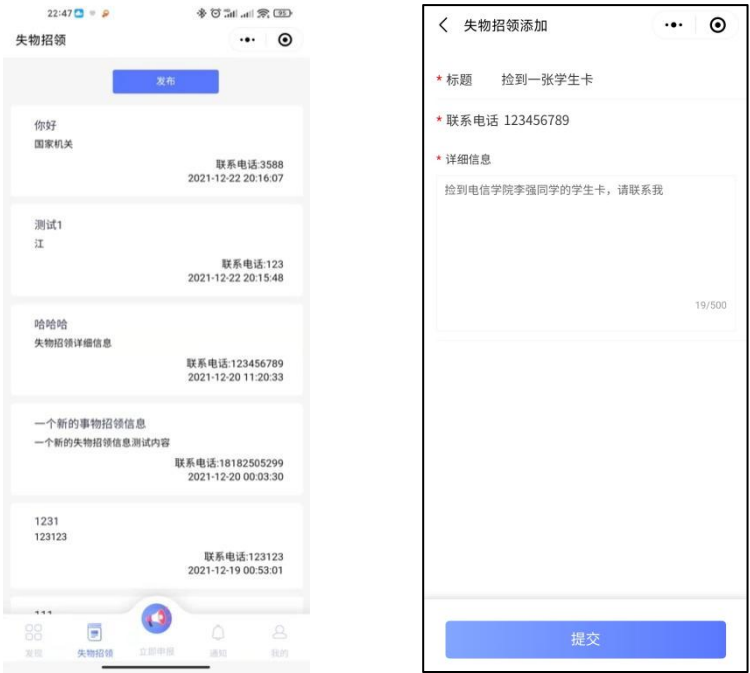 22:47
95
失物招领
发布
你好
国家机关
联系电话:3588
2021-12-22 20:16:07
测试1
江
联系电话:123
2021-12-22 20:15:48
哈哈哈
失物招领详细信息
联系电话:123456789
2021-12-20 11:20:33
一个新的事物招领信息
一个新的失物招领信息测试内容
联系电话:18182505299
2021-12-20 00:03:30
1231
123123
联系电话:123123
2021-12-19 00:53:01
111
发现 失物招领 立即申报 通知 我的
失物招领添加
* 标题 捡到一张学生卡
* 联系电话 123456789
* 详细信息
捡到电信学院李强同学的学生卡，请联系我
19/500
提交